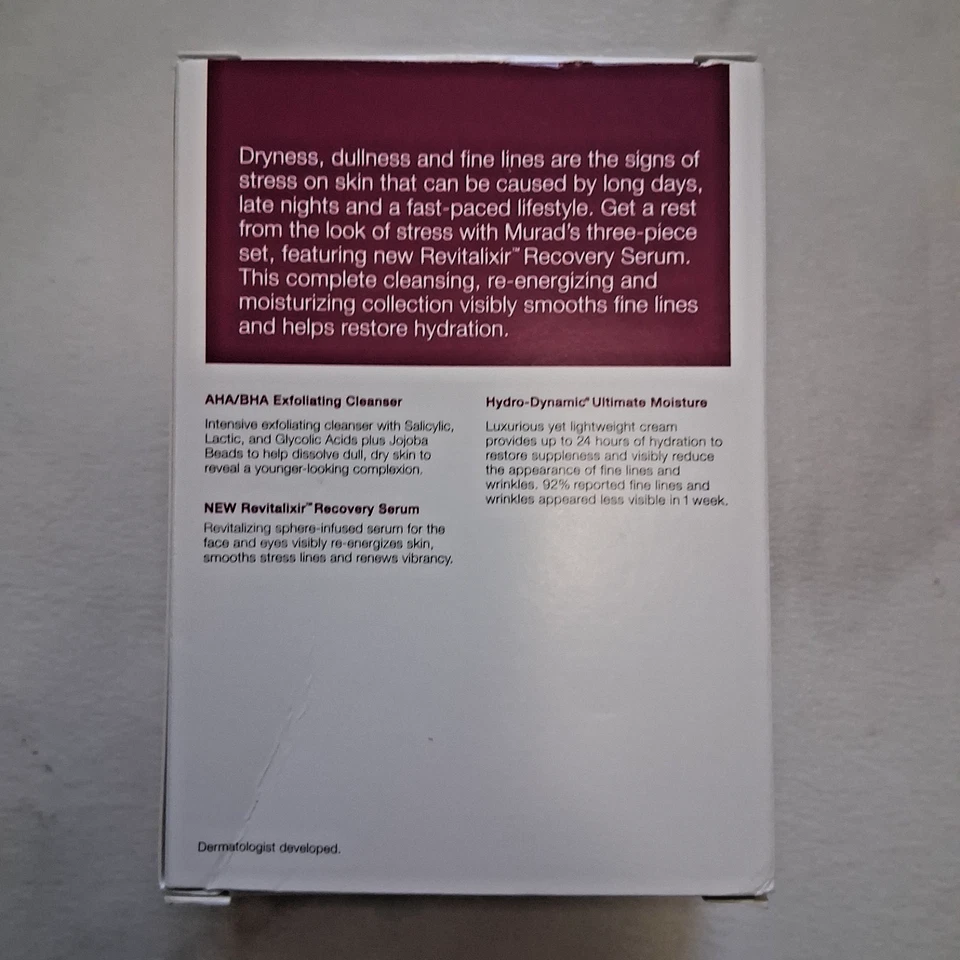 Dryness, dullness and fine lines are the signs of
stress on skin that can be caused by long days,
late nights and a fast-paced lifestyle. Get a rest
from the look of stress with Murad's three-piece
set, featuring new Revitalixir™ Recovery Serum.
This complete cleansing, re-energizing and
moisturizing collection visibly smooths fine lines
and helps restore hydration.
AHA/BHA Exfoliating Cleanser
Intensive exfoliating cleanser with Salicylic,
Lactic, and Glycolic Acids plus Jojoba
Beads to help dissolve dull, dry skin to
reveal a younger-looking complexion.
NEW Revitalixir™ Recovery Serum
Revitalizing sphere-infused serum for the
face and eyes visibly re-energizes skin,
smooths stress lines and renews vibrancy.
Hydro-Dynamic® Ultimate Moisture
Luxurious yet lightweight cream
provides up to 24 hours of hydration to
restore suppleness and visibly reduce
the appearance of fine lines and
wrinkles. 92% reported fine lines and
wrinkles appeared less visible in 1 week.
Dermatologist developed.